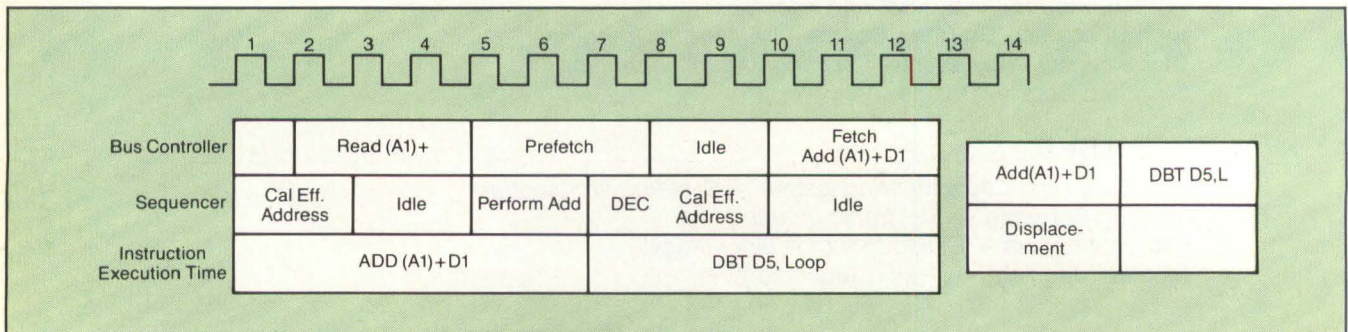 1 2 3 4 5 6 7 8 9 10 11 12 13 14
Bus Controller
Read (A1)+
Prefetch
Idle
Fetch
Add (A1)+D1
Sequencer
Cal Eff.
Address
Idle
Perform Add
DEC
Cal Eff.
Address
Idle
Instruction
Execution Time
ADD (A1)+D1
DBT D5, Loop
Add(A1)+D1
DBT D5,L
Displace-
ment